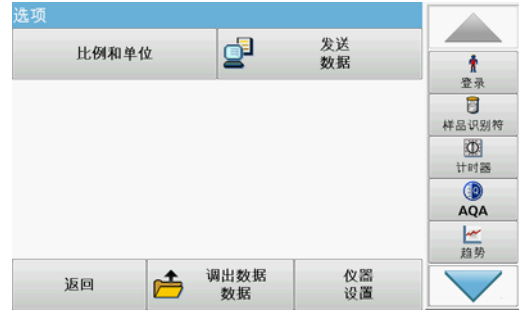 选项
比例和单位
发送
数据
登录
样品识别符
计时器
AQA
趋势
返回
调出数据
数据
仪器
设置